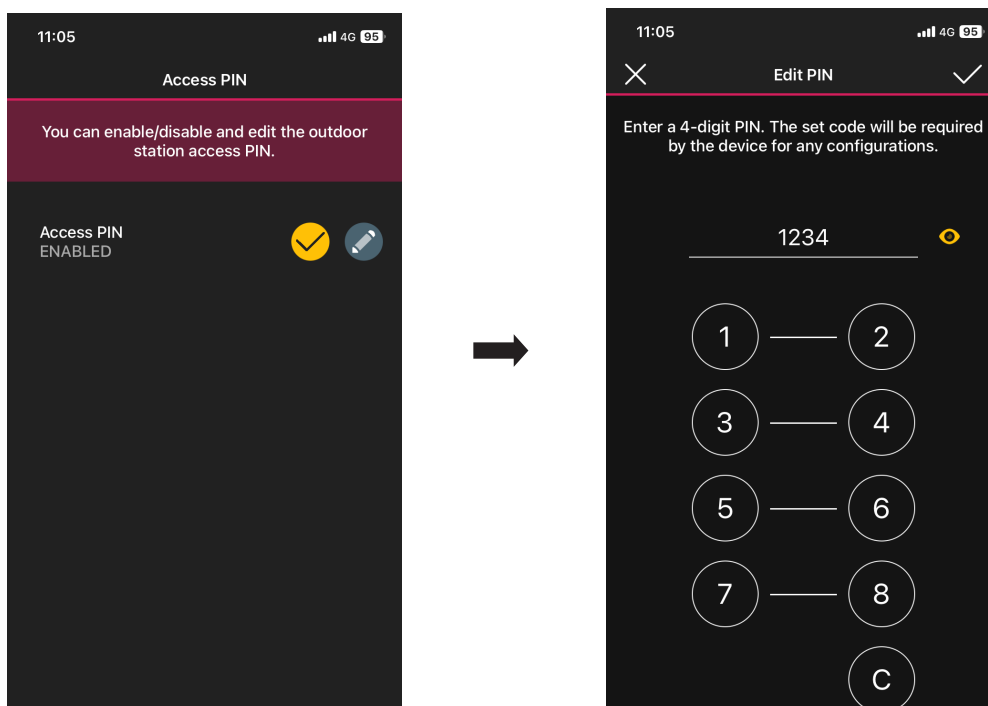 11:05 4G 95
Access PIN
You can enable/disable and edit the outdoor
station access PIN.
Access PIN
ENABLED
11:05 4G 95
Edit PIN
Enter a 4-digit PIN. The set code will be required
by the device for any configurations.
1234
1 2
3 4
5 6
7 8
C